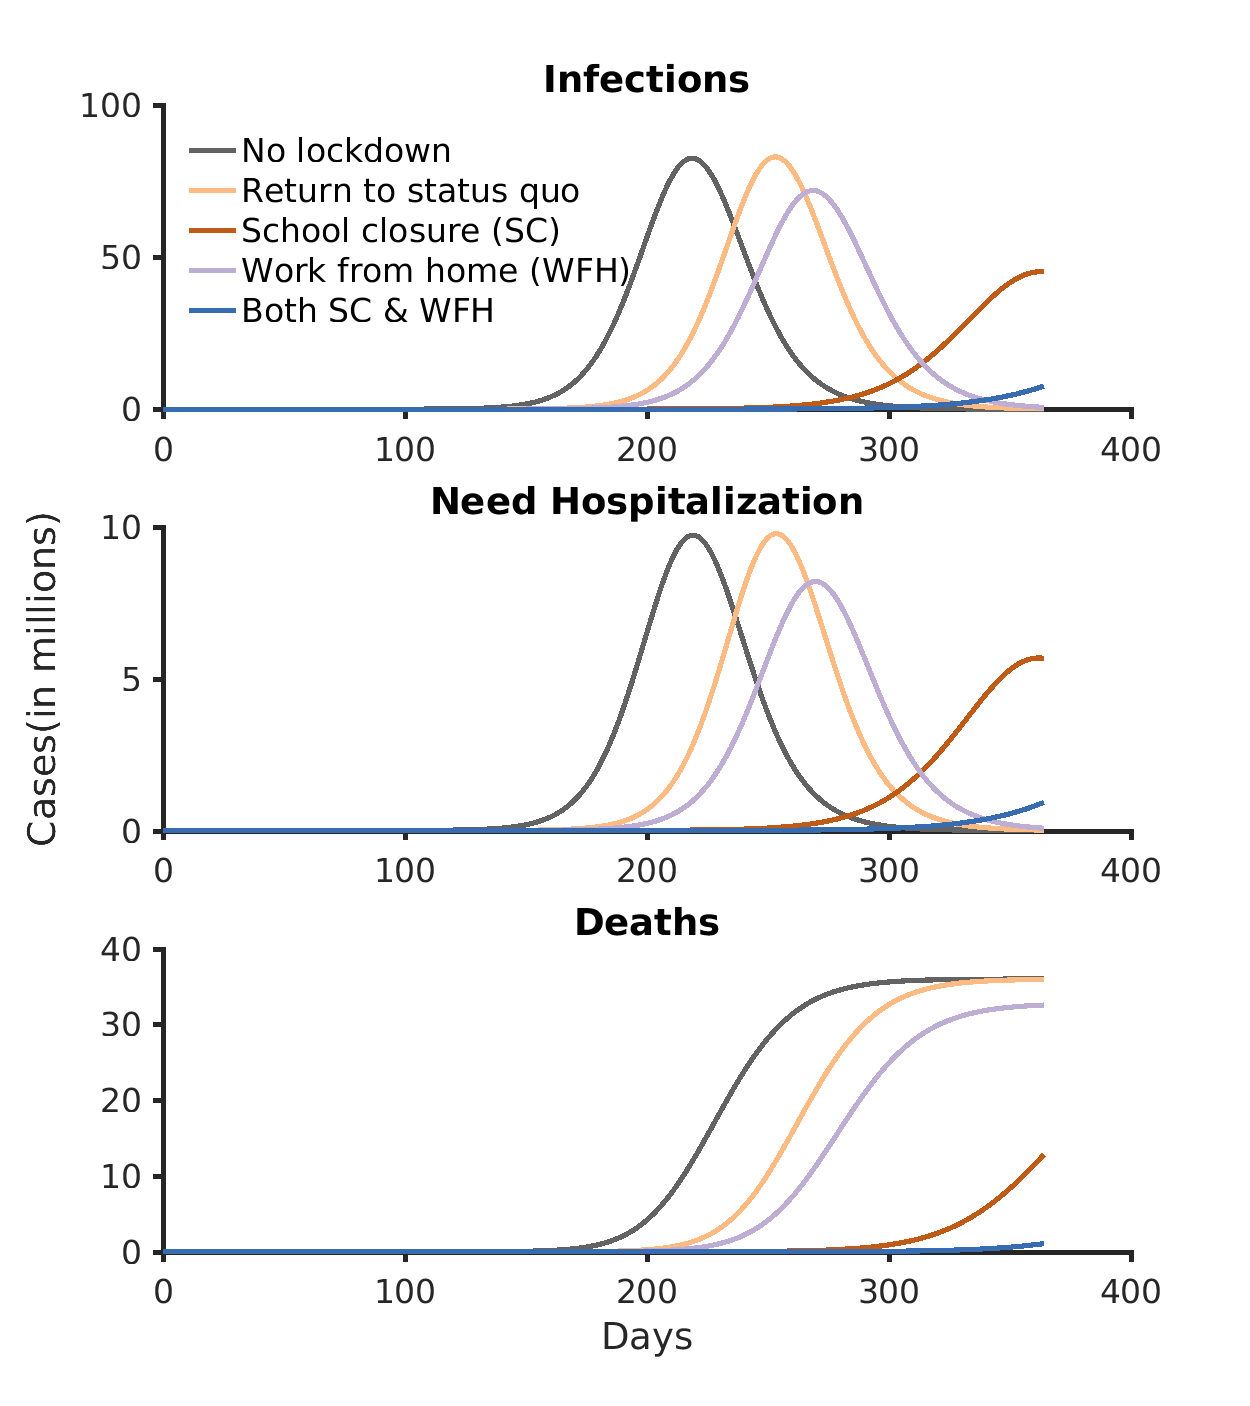 Infections
100
50
0
No lockdown
Return to status quo
School closure (SC)
Work from home (WFH)
Both SC & WFH
0 100 200 300 400
Need Hospitalization
Cases(in millions)
10
5
0
0 100 200 300 400
Deaths
40
30
20
10
0
0 100 200 300 400
Days